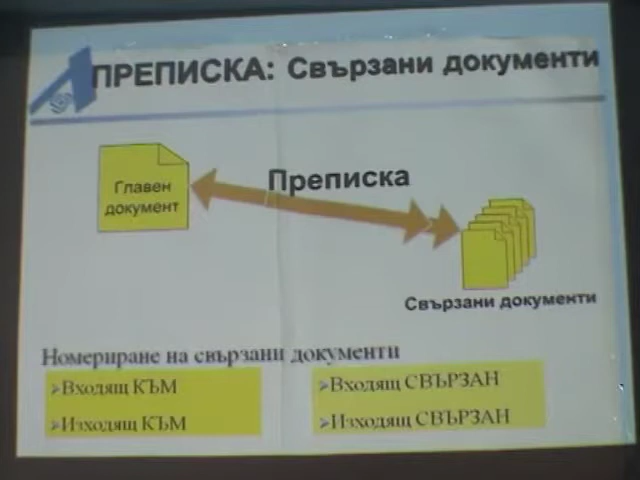 ПРЕПИСКА: Свързани документи
Главен
документ
Преписка
Свързани документи
Номериране на свързани документи
➢Входящ КЪМ
➢Изходящ КЪМ
➢Входящ СВЪРЗАН
➢Изходящ СВЪРЗАН